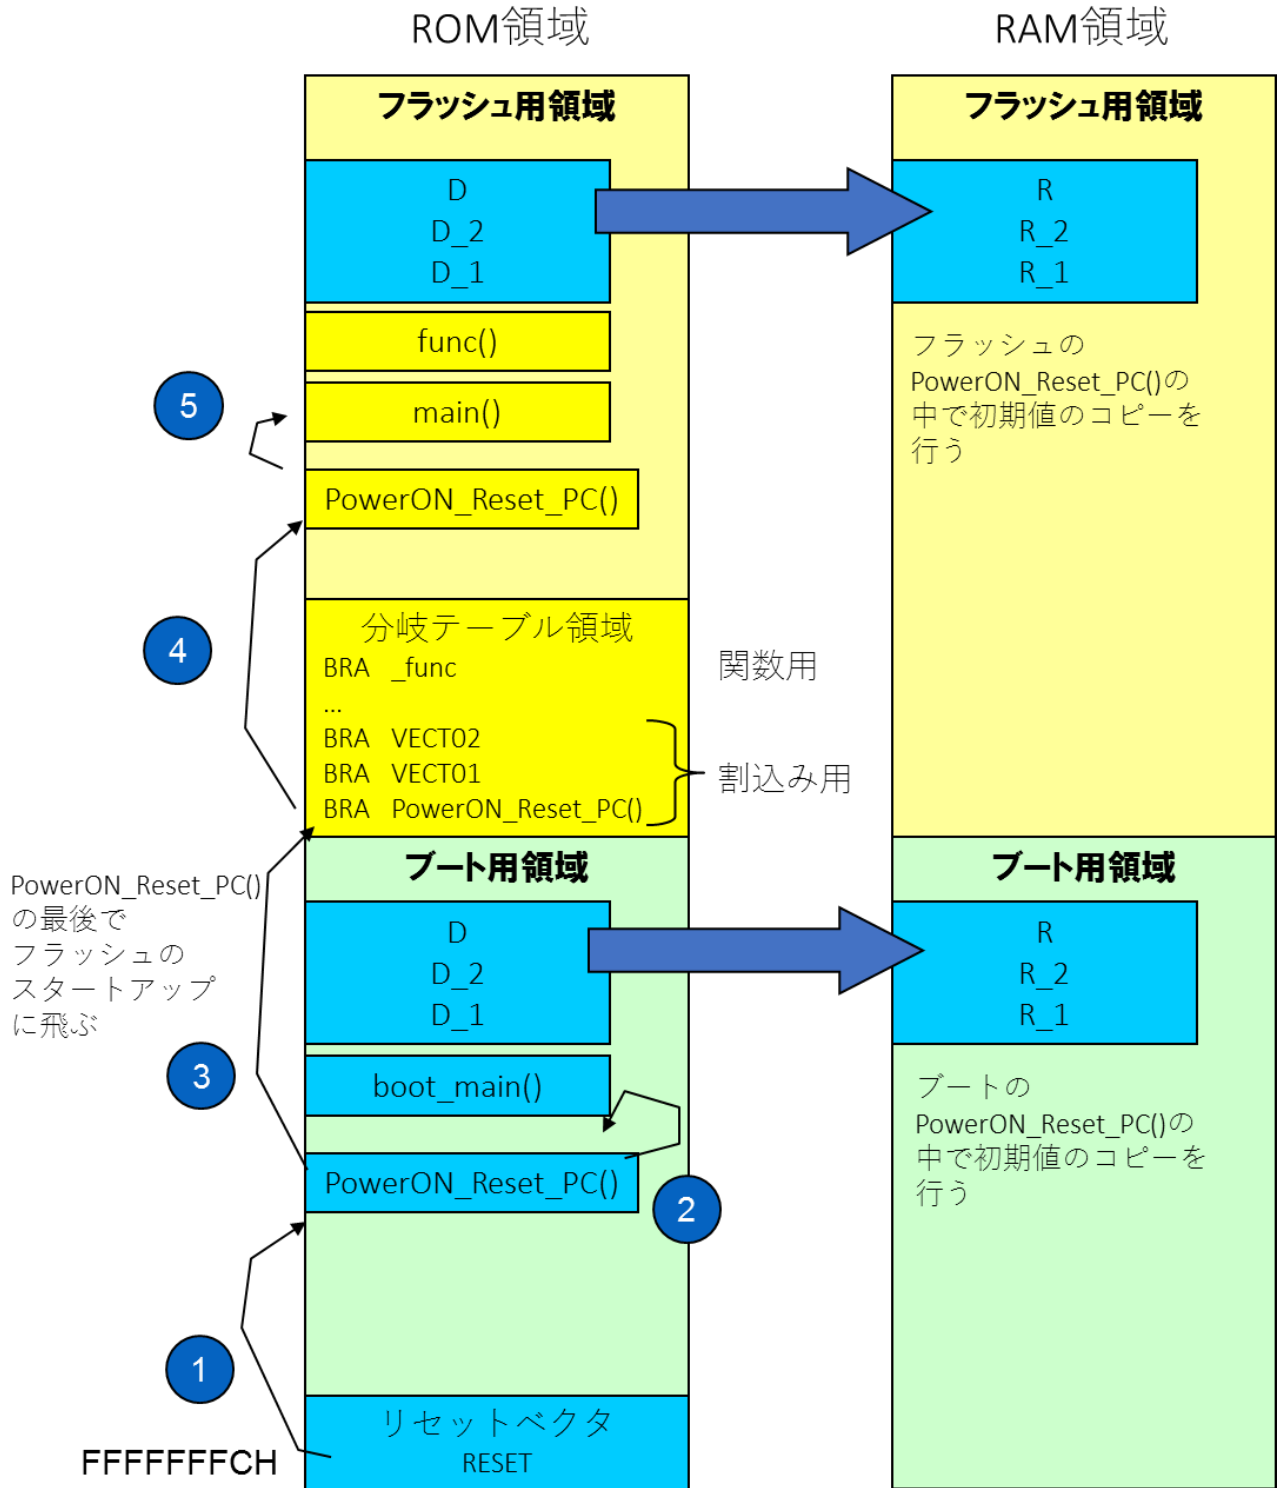 ROM領域
RAM領域
フラッシュ用領域
フラッシュ用領域
D
D_2
D_1
R
R_2
R_1
func()
フラッシュの
PowerON_Reset_PC()の
中で初期値のコピーを
行う
5
main()
PowerON_Reset_PC()
4
分岐テーブル領域
BRA _func
...
BRA VECT02
BRA VECT01
BRA PowerON_Reset_PC()
関数用
割込み用
ブート用領域
ブート用領域
PowerON_Reset_PC()
の最後で
フラッシュの
スタートアップ
に飛ぶ
D
D_2
D_1
R
R_2
R_1
3
boot_main()
ブートの
PowerON_Reset_PC()の
中で初期値のコピーを
行う
PowerON_Reset_PC()
2
1
リセットベクタ
RESET
FFFFFFFCH